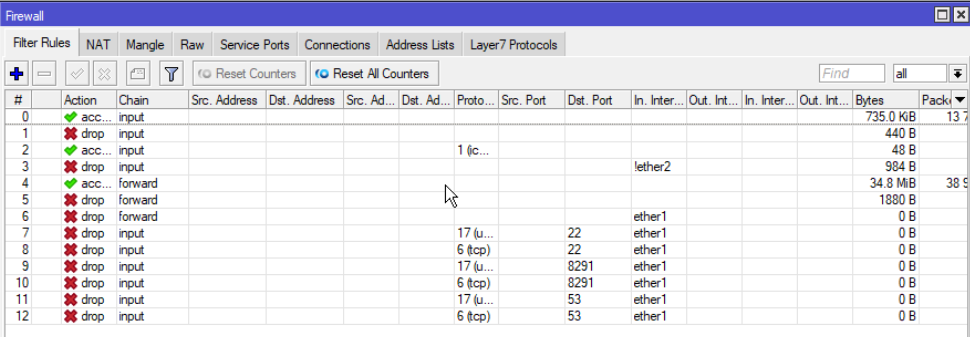 Firewall
Filter Rules NAT Mangle Raw Service Ports Connections Address Lists Layer7 Protocols
Reset Counters Reset All Counters Find all
# Action Chain Src. Address Dst. Address Src. Ad... Dst. Ad... Proto... Src. Port Dst. Port In. Inter... Out. Int... In. Inter... Out. Int... Bytes Packe
0 acc... input 735.0 KiB 13 7
1 drop input 440 B
2 acc... input 1 (ic... 48 B
3 drop input !ether2 984 B
4 acc... forward 34.8 MiB 38 9
5 drop forward 1880 B
6 drop forward ether1 0 B
7 drop input 17 (u... 22 ether1 0 B
8 drop input 6 (tcp) 22 ether1 0 B
9 drop input 17 (u... 8291 ether1 0 B
10 drop input 6 (tcp) 8291 ether1 0 B
11 drop input 17 (u... 53 ether1 0 B
12 drop input 6 (tcp) 53 ether1 0 B